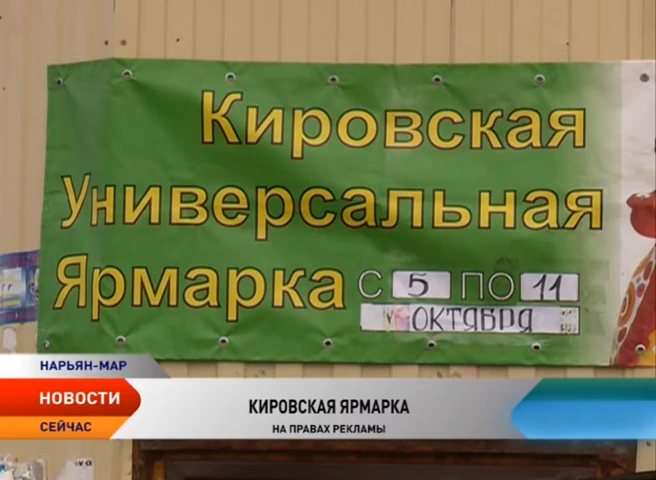 Кировская
Универсальная
Ярмарка С 5 ПО 11
ОКТЯБРЯ
НАРЬЯН-МАР
НОВОСТИ
СЕЙЧАС
КИРОВСКАЯ ЯРМАРКА
НА ПРАВАХ РЕКЛАМЫ